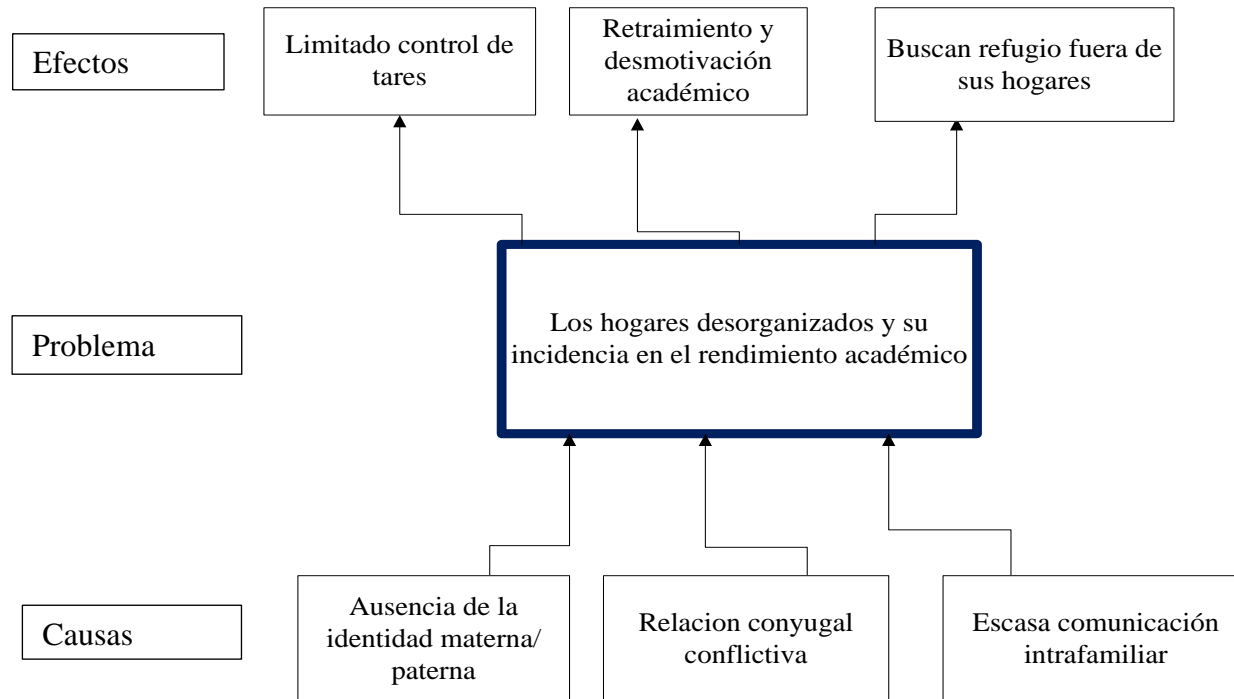 Efectos
Limitado control de
tares
Retraimiento y
desmotivación
académico
Buscan refugio fuera de
sus hogares
Problema
Los hogares desorganizados y su
incidencia en el rendimiento académico
Causas
Ausencia de la
identidad materna/
paterna
Relacion conyugal
conflictiva
Escasa comunicación
intrafamiliar